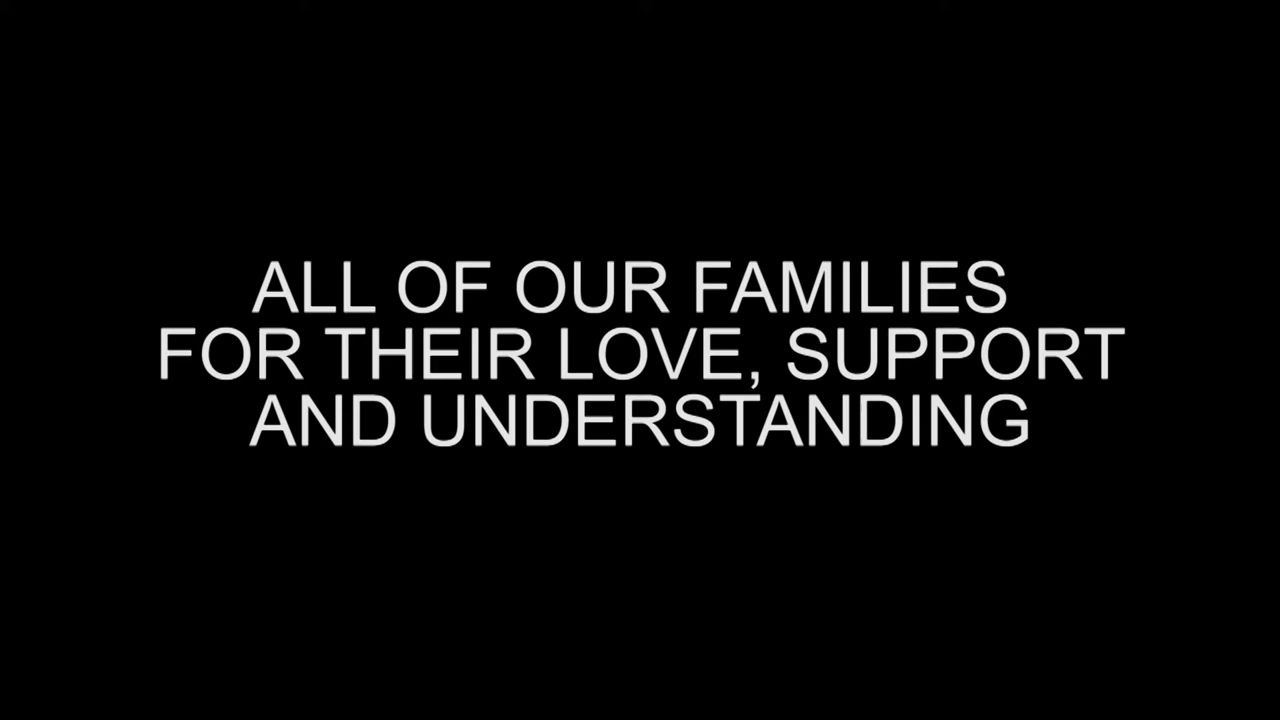 ALL OF OUR FAMILIES
FOR THEIR LOVE, SUPPORT
AND UNDERSTANDING